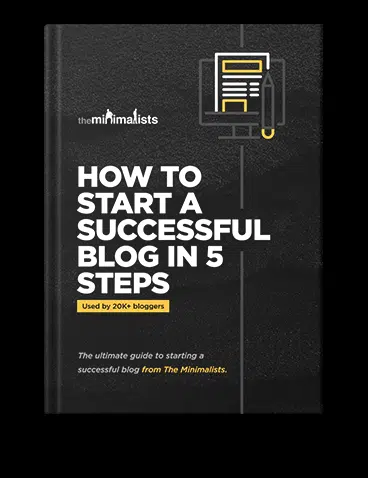 theminimalists
HOW TO
START A
SUCCESSFUL
BLOG IN 5
STEPS
Used by 20K+ bloggers
The ultimate guide to starting a
successful blog from The Minimalists.